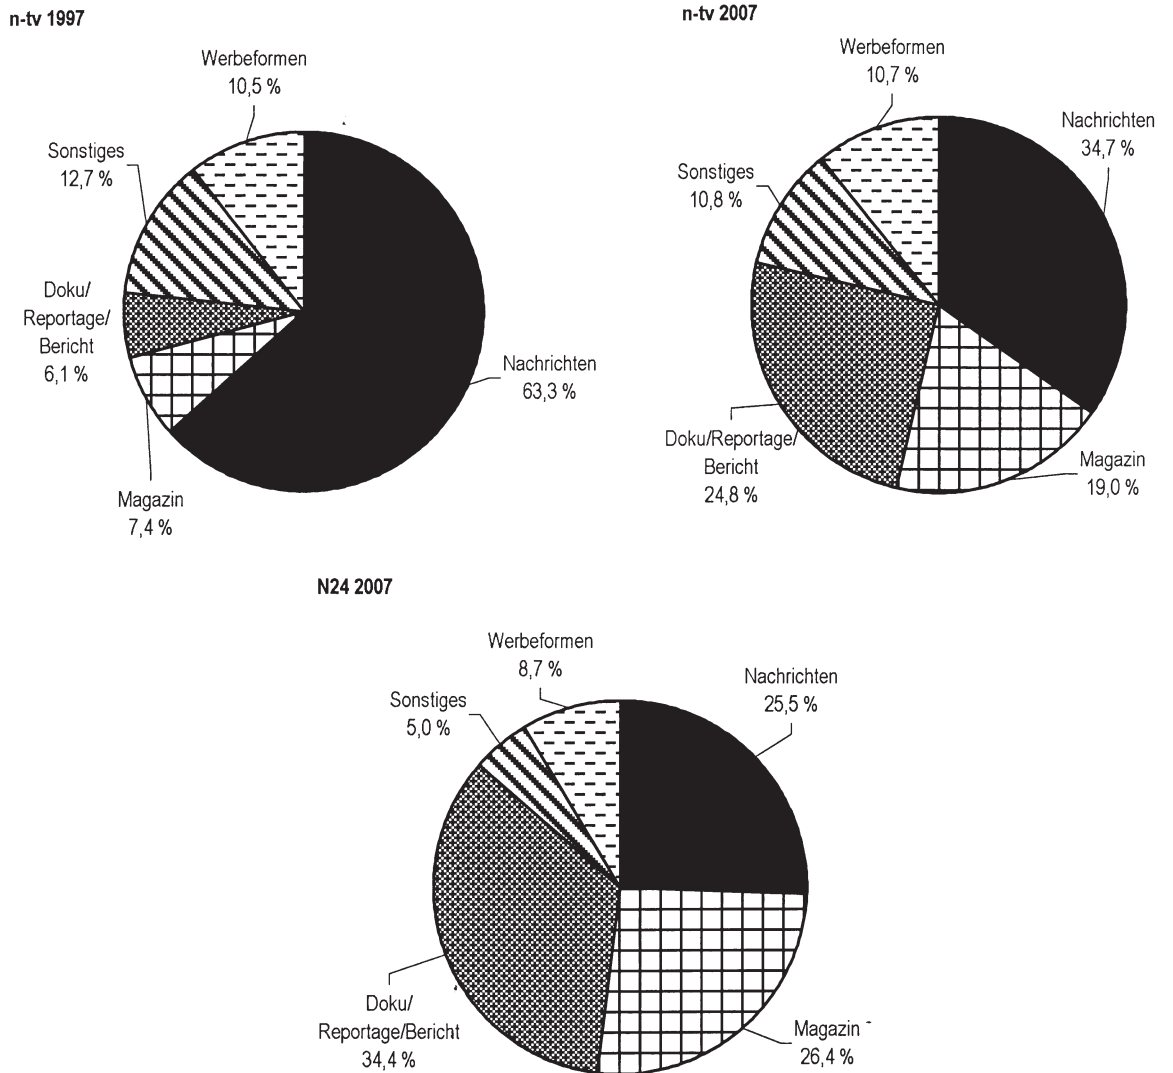 n-tv 1997
Werbeformen
10,5 %
Sonstiges
12,7 %
Doku/
Reportage/
Bericht
6,1 %
Magazin
7,4 %
Nachrichten
63,3 %
n-tv 2007
Werbeformen
10,7 %
Nachrichten
34,7 %
Sonstiges
10,8 %
Doku/Reportage/
Bericht
24,8 %
Magazin
19,0 %
N24 2007
Werbeformen
8,7 %
Nachrichten
25,5 %
Sonstiges
5,0 %
Doku/
Reportage/Bericht
34,4 %
Magazin
26,4 %